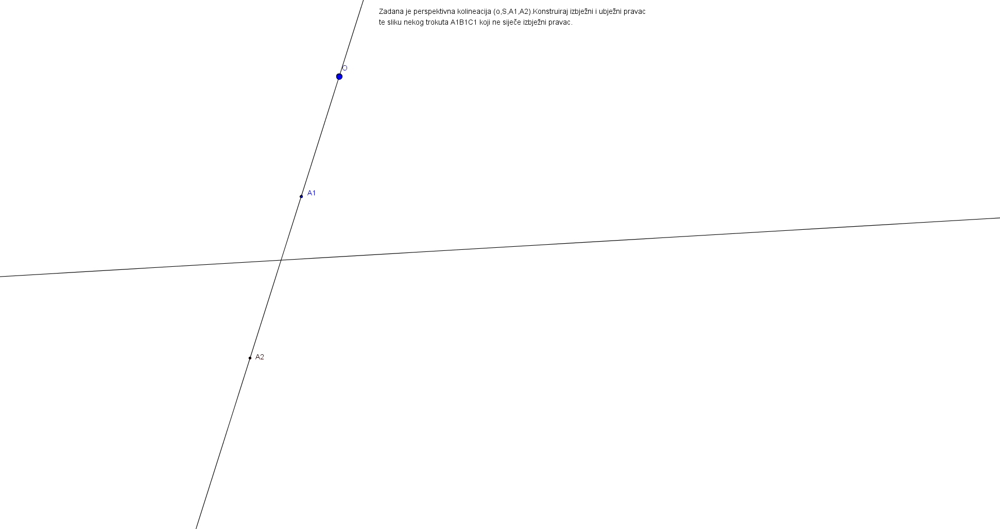 Zadana je perspektivna kolineacija (o,S,A1,A2).Konstruiraj izbježni i ubježni pravac
te sliku nekog trokuta A1B1C1 koji ne siječe izbježni pravac.
O
A1
A2